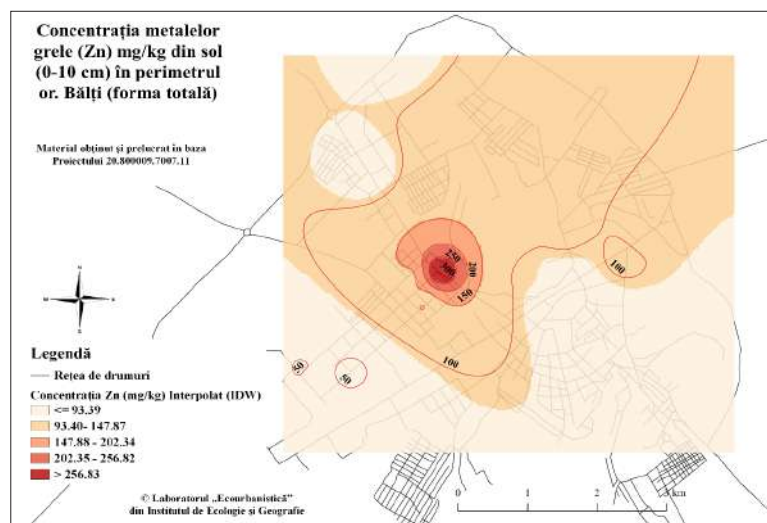 Concentrația metalelor
grele (Zn) mg/kg din sol
(0-10 cm) în perimetrul
or. Bălți (forma totală)
Material obținut și prelucrat în baza
Proiectului 20.800009.7007.11
N
S
250
300
200
150
100
100
50
50
Legendă
Rețea de drumuri
Concentrația Zn (mg/kg) Interpolat (IDW)
<= 93.39
93.40- 147.87
147.88 - 202.34
202.35 - 256.82
> 256.83
© Laboratorul „Ecourbanistică”
din Institutul de Ecologie și Geografie
0 1 2 3 km